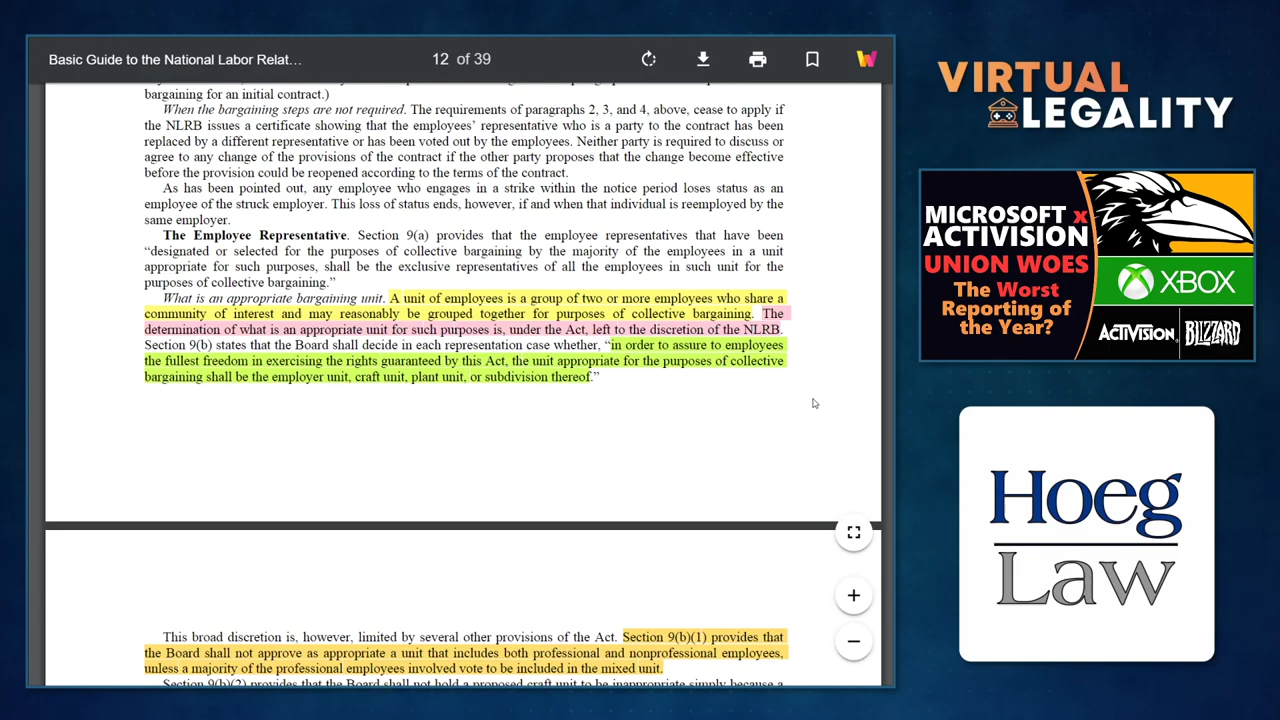 Basic Guide to the National Labor Relat...
12 of 39
bargaining for an initial contract.)
When the bargaining steps are not required. The requirements of paragraphs 2, 3, and 4, above, cease to apply if
the NLRB issues a certificate showing that the employees' representative who is a party to the contract has been
replaced by a different representative or has been voted out by the employees. Neither party is required to discuss or
agree to any change of the provisions of the contract if the other party proposes that the change become effective
before the provision could be reopened according to the terms of the contract.
As has been pointed out, any employee who engages in a strike within the notice period loses status as an
employee of the struck employer. This loss of status ends, however, if and when that individual is reemployed by the
same employer.
The Employee Representative. Section 9(a) provides that the employee representatives that have been
“designated or selected for the purposes of collective bargaining by the majority of the employees in a unit
appropriate for such purposes, shall be the exclusive representatives of all the employees in such unit for the
purposes of collective bargaining.”
What is an appropriate bargaining unit. A unit of employees is a group of two or more employees who share a
community of interest and may reasonably be grouped together for purposes of collective bargaining. The
determination of what is an appropriate unit for such purposes is, under the Act, left to the discretion of the NLRB.
Section 9(b) states that the Board shall decide in each representation case whether, “in order to assure to employees
the fullest freedom in exercising the rights guaranteed by this Act, the unit appropriate for the purposes of collective
bargaining shall be the employer unit, craft unit, plant unit, or subdivision thereof.”
This broad discretion is, however, limited by several other provisions of the Act. Section 9(b)(1) provides that
the Board shall not approve as appropriate a unit that includes both professional and nonprofessional employees,
unless a majority of the professional employees involved vote to be included in the mixed unit.
Section 9(b)(2) provides that the Board shall not hold a proposed craft unit to be inappropriate simply because a
VIRTUAL
LEGALITY
MICROSOFT x
ACTIVISION
UNION WOES
The Worst
Reporting of
the Year?
XBOX
ACTIVISION
BLIZZARD
Hoeg
Law